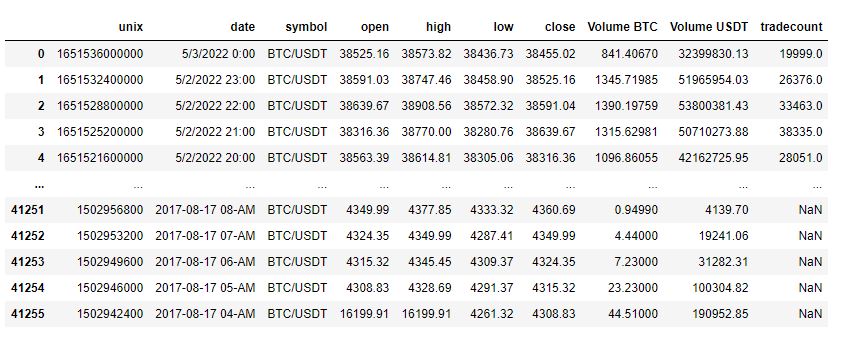 unix date symbol open high low close Volume BTC Volume USDT tradecount
0 1651536000000 5/3/2022 0:00 BTC/USDT 38525.16 38573.82 38436.73 38455.02 841.40670 32399830.13 19999.0
1 1651532400000 5/2/2022 23:00 BTC/USDT 38591.03 38747.46 38458.90 38525.16 1345.71985 51965954.03 26376.0
2 1651528800000 5/2/2022 22:00 BTC/USDT 38639.67 38908.56 38572.32 38591.04 1390.19759 53800381.43 33463.0
3 1651525200000 5/2/2022 21:00 BTC/USDT 38316.36 38770.00 38280.76 38639.67 1315.62981 50710273.88 38335.0
4 1651521600000 5/2/2022 20:00 BTC/USDT 38563.39 38614.81 38305.06 38316.36 1096.86055 42162725.95 28051.0
... ... ... ... ... ... ... ... ... ... ...
41251 1502956800 2017-08-17 08-AM BTC/USDT 4349.99 4377.85 4333.32 4360.69 0.94990 4139.70 NaN
41252 1502953200 2017-08-17 07-AM BTC/USDT 4324.35 4349.99 4287.41 4349.99 4.44000 19241.06 NaN
41253 1502949600 2017-08-17 06-AM BTC/USDT 4315.32 4345.45 4309.37 4324.35 7.23000 31282.31 NaN
41254 1502946000 2017-08-17 05-AM BTC/USDT 4308.83 4328.69 4291.37 4315.32 23.23000 100304.82 NaN
41255 1502942400 2017-08-17 04-AM BTC/USDT 16199.91 16199.91 4261.32 4308.83 44.51000 190952.85 NaN